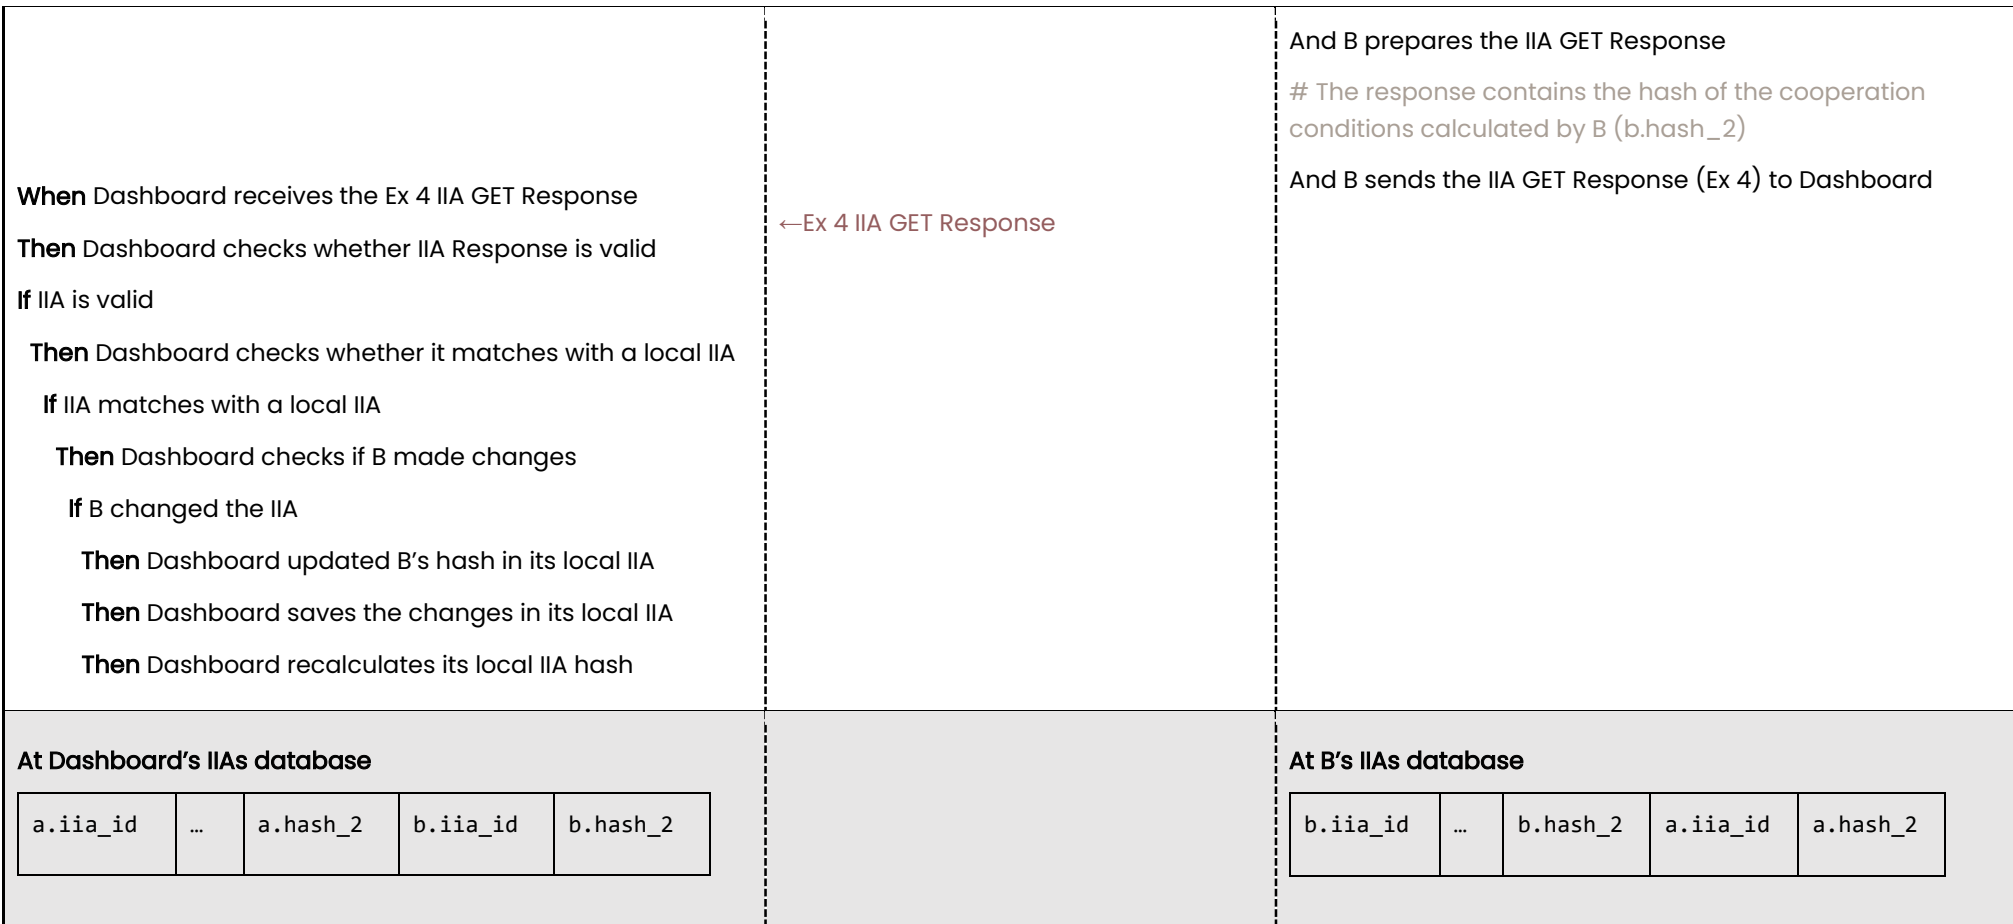 And B prepares the IIA GET Response
# The response contains the hash of the cooperation
conditions calculated by B (b.hash_2)
And B sends the IIA GET Response (Ex 4) to Dashboard
When Dashboard receives the Ex 4 IIA GET Response
←Ex 4 IIA GET Response
Then Dashboard checks whether IIA Response is valid
If IIA is valid
Then Dashboard checks whether it matches with a local IIA
If IIA matches with a local IIA
Then Dashboard checks if B made changes
If B changed the IIA
Then Dashboard updated B’s hash in its local IIA
Then Dashboard saves the changes in its local IIA
Then Dashboard recalculates its local IIA hash
At Dashboard’s IIAs database
a.iia_id … a.hash_2 b.iia_id b.hash_2
At B’s IIAs database
b.iia_id … b.hash_2 a.iia_id a.hash_2